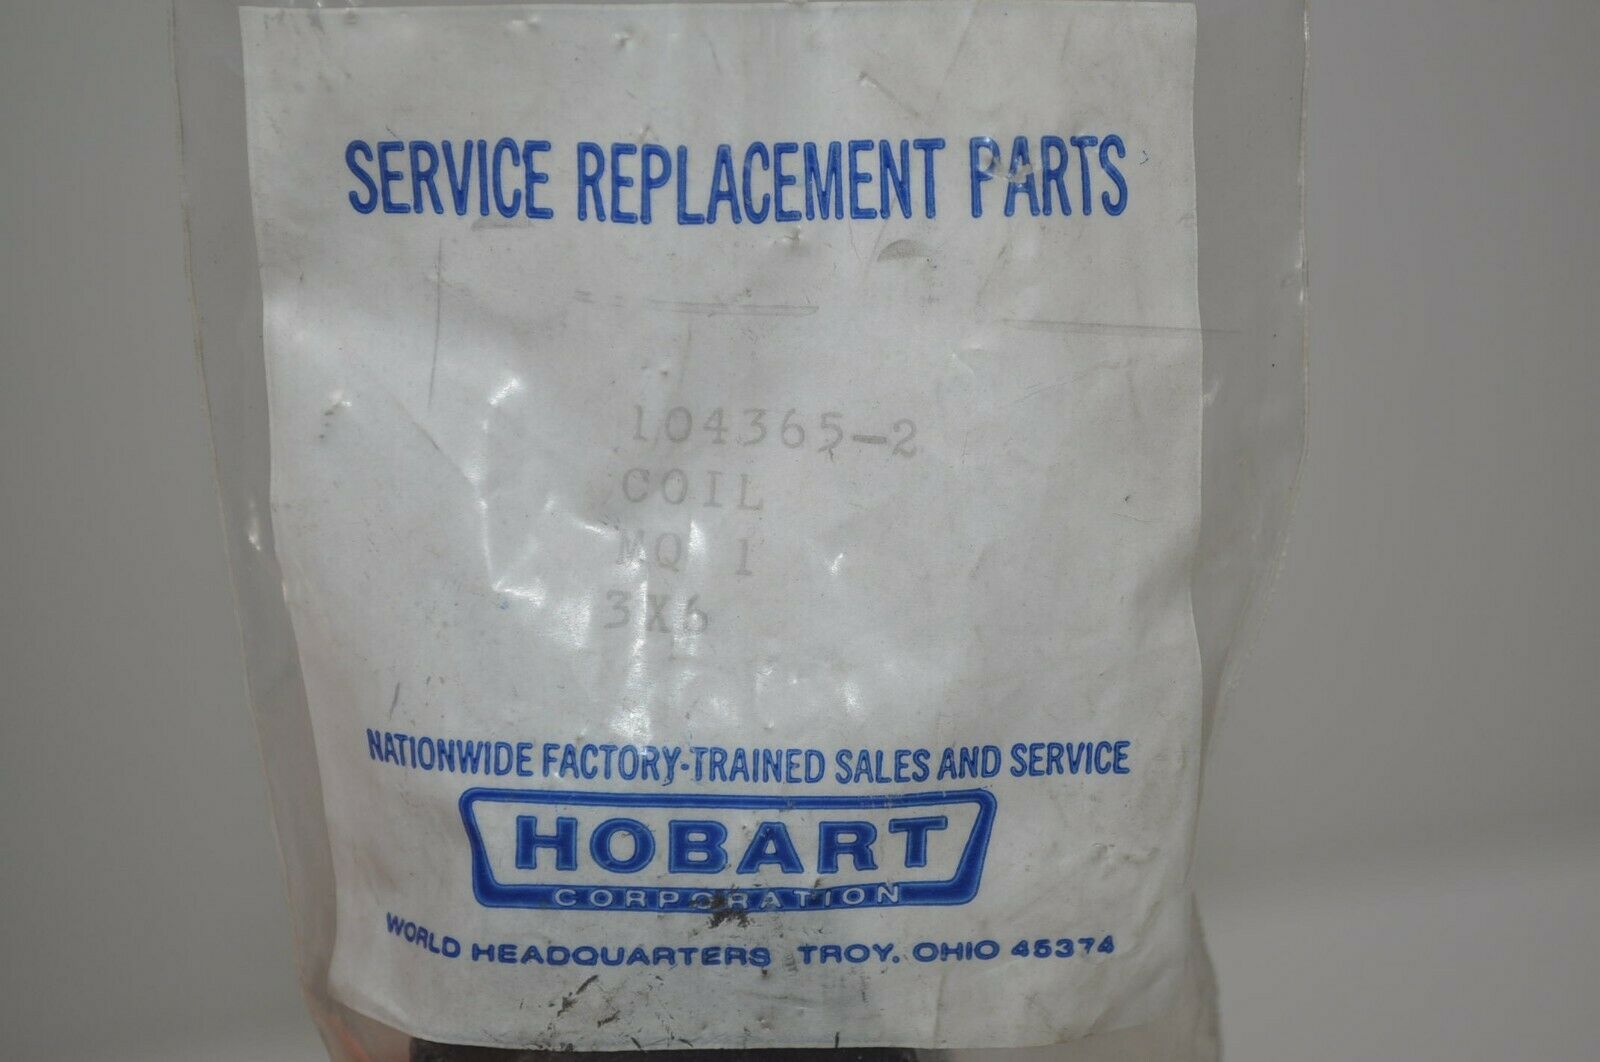 SERVICE REPLACEMENT PARTS
104365-2
COIL
MQ 1
3X6
NATIONWIDE FACTORY-TRAINED SALES AND SERVICE
HOBART
CORPORATION
WORLD HEADQUARTERS TROY, OHIO 45374